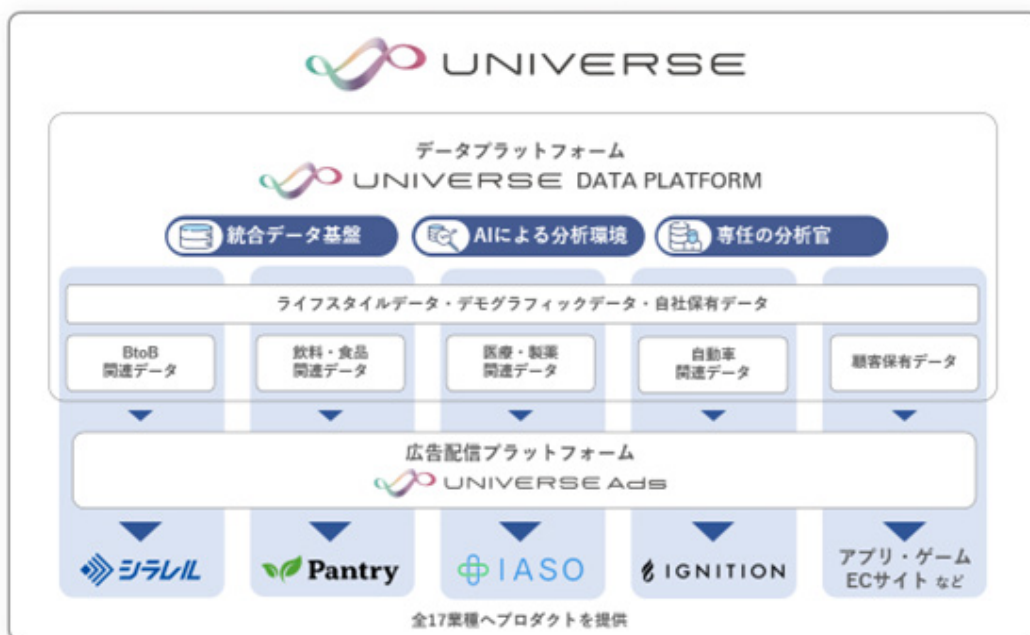 UNIVERSE
データプラットフォーム
UNIVERSE DATA PLATFORM
統合データ基盤
AIによる分析環境
専任の分析官
ライフスタイルデータ・デモグラフィックデータ・自社保有データ
BtoB
関連データ
飲料・食品
関連データ
医療・製薬
関連データ
自動車
関連データ
顧客保有データ
広告配信プラットフォーム
UNIVERSE Ads
シラレル
Pantry
IASO
IGNITION
アプリ・ゲーム
ECサイト など
全17業種へプロダクトを提供